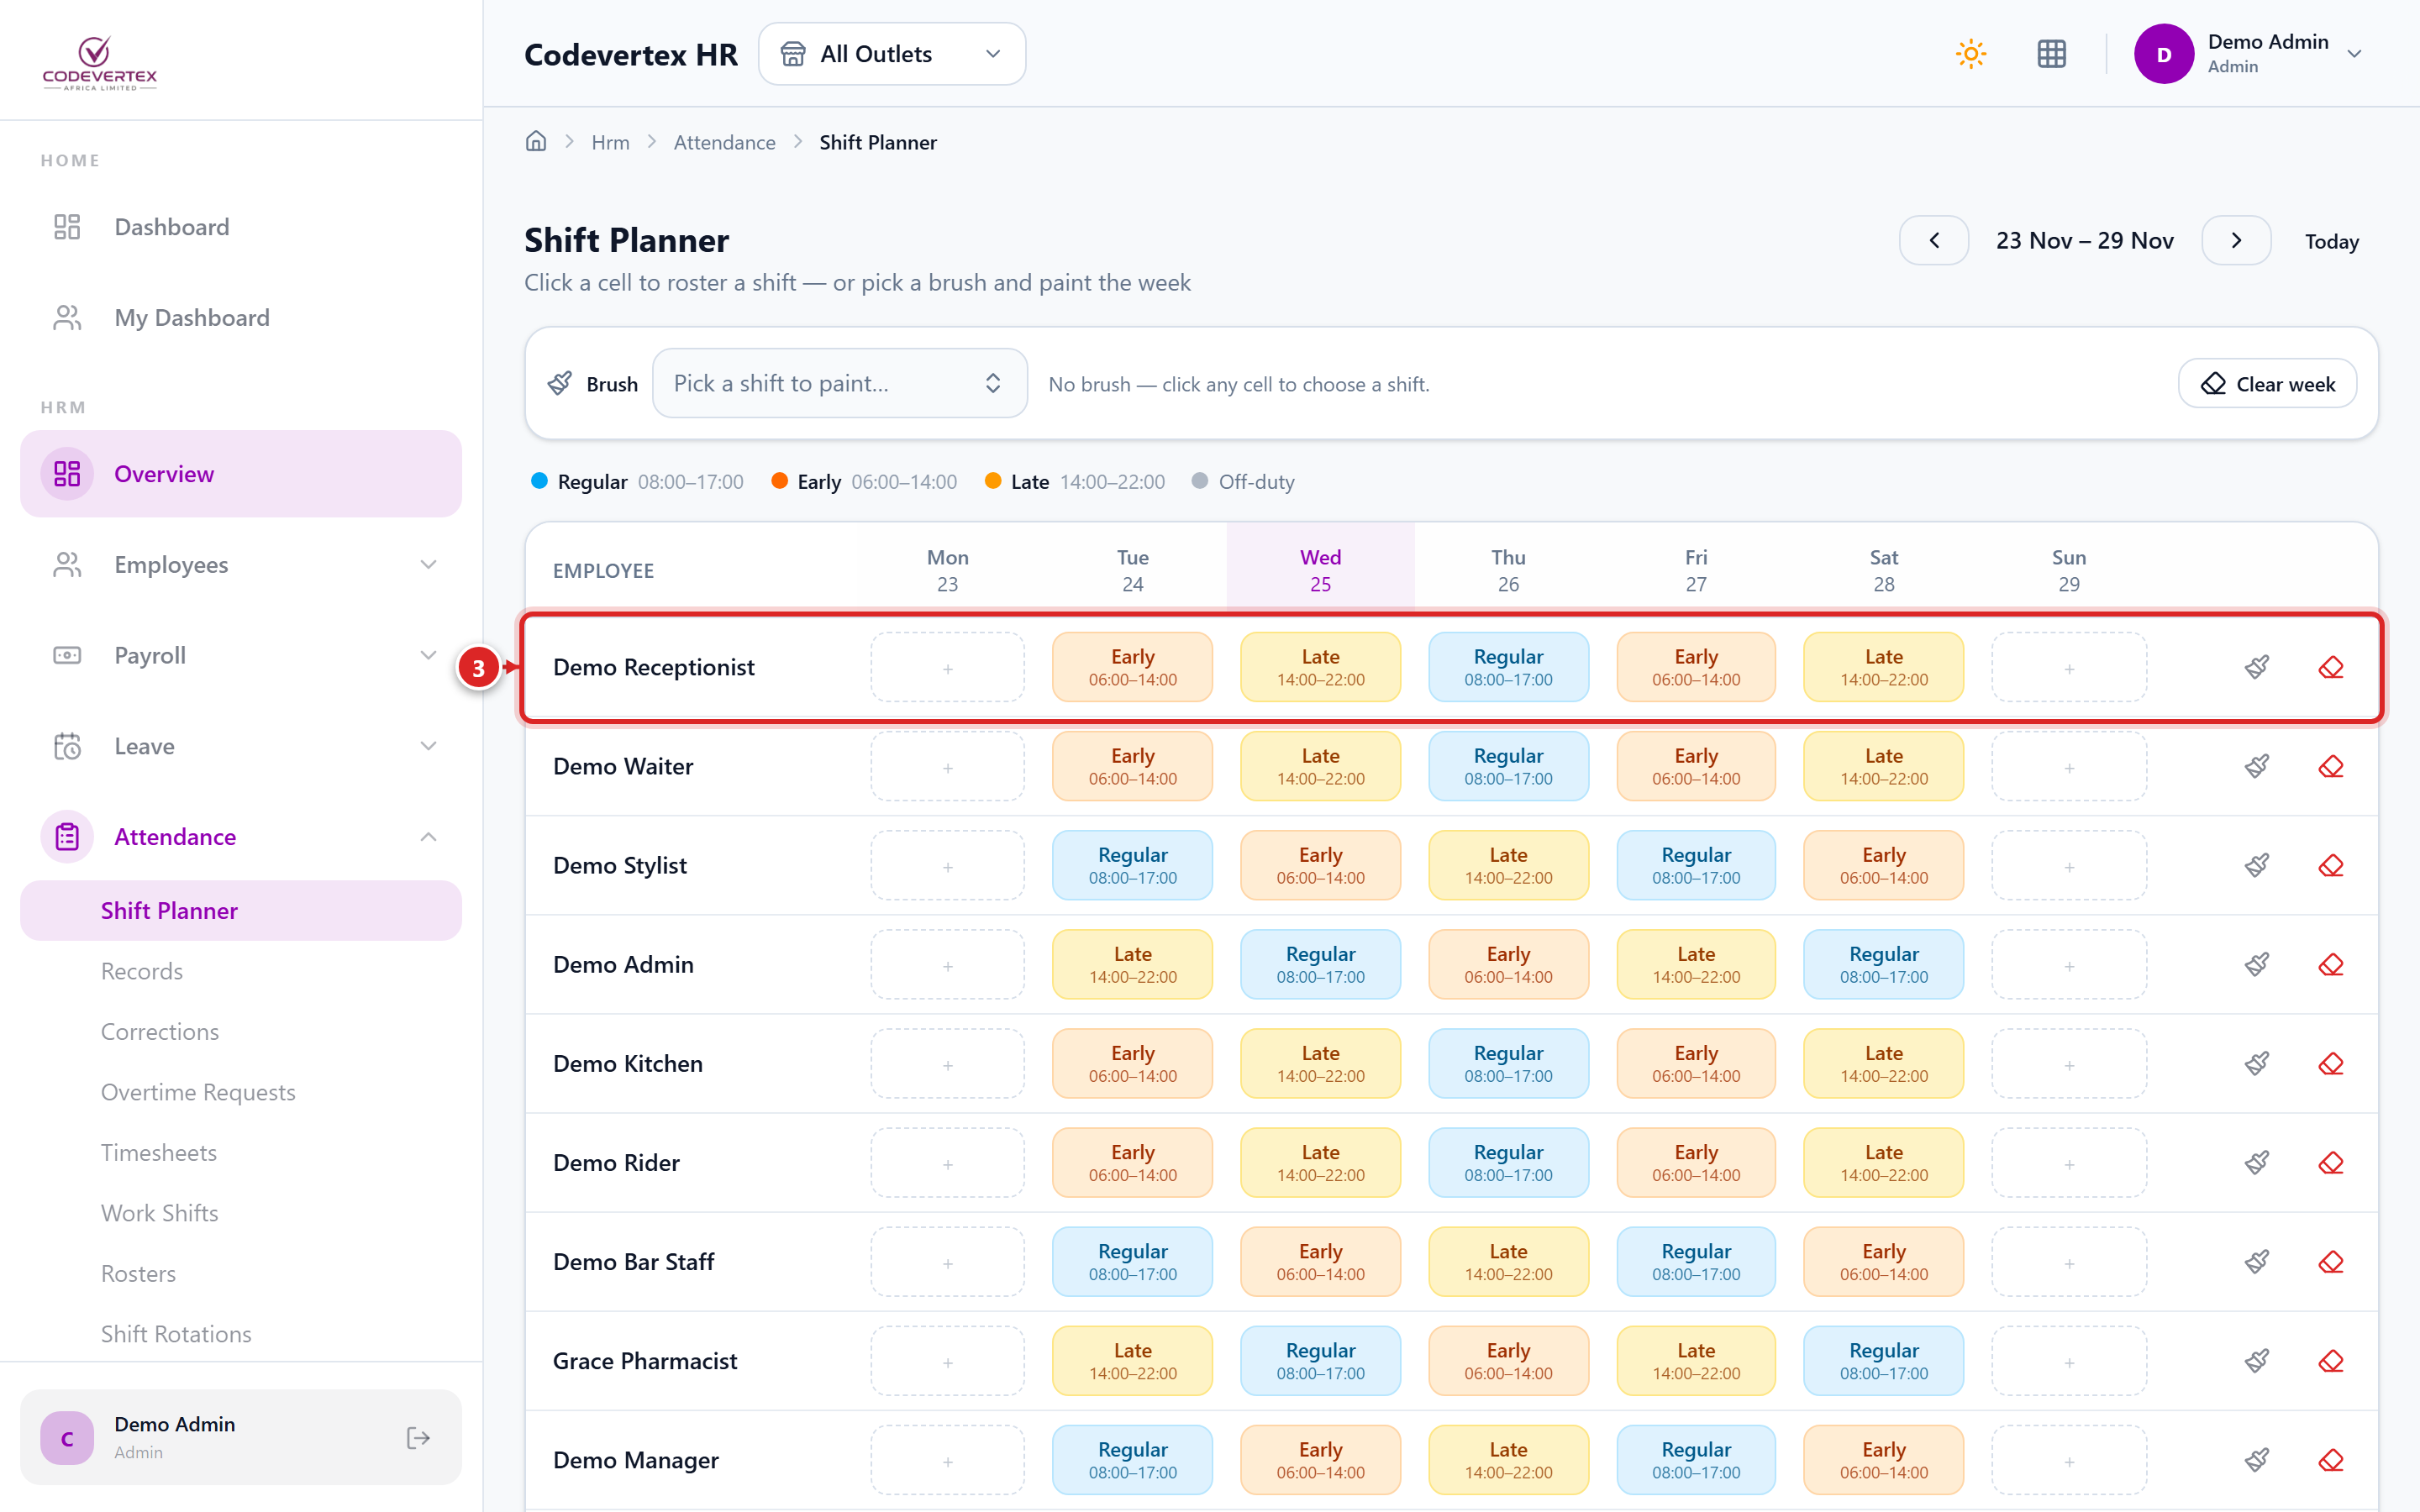 CODEVERTEX
AFRICA LIMITED
HOME
Dashboard
My Dashboard
HRM
Overview
Employees
Payroll
Leave
Attendance
Shift Planner
Records
Corrections
Overtime Requests
Timesheets
Work Shifts
Rosters
Shift Rotations
C
Demo Admin
Admin
Codevertex HR
All Outlets
D
Demo Admin
Admin
Hrm
Attendance
Shift Planner
Shift Planner
Click a cell to roster a shift — or pick a brush and paint the week
23 Nov – 29 Nov
Today
Brush
Pick a shift to paint...
No brush — click any cell to choose a shift.
Clear week
Regular 08:00–17:00
Early 06:00–14:00
Late 14:00–22:00
Off-duty
EMPLOYEE
Mon
23
Tue
24
Wed
25
Thu
26
Fri
27
Sat
28
Sun
29
3
Demo Receptionist
+
Early
06:00–14:00
Late
14:00–22:00
Regular
08:00–17:00
Early
06:00–14:00
Late
14:00–22:00
+
Demo Waiter
+
Early
06:00–14:00
Late
14:00–22:00
Regular
08:00–17:00
Early
06:00–14:00
Late
14:00–22:00
+
Demo Stylist
+
Regular
08:00–17:00
Early
06:00–14:00
Late
14:00–22:00
Regular
08:00–17:00
Early
06:00–14:00
+
Demo Admin
+
Late
14:00–22:00
Regular
08:00–17:00
Early
06:00–14:00
Late
14:00–22:00
Regular
08:00–17:00
+
Demo Kitchen
+
Early
06:00–14:00
Late
14:00–22:00
Regular
08:00–17:00
Early
06:00–14:00
Late
14:00–22:00
+
Demo Rider
+
Early
06:00–14:00
Late
14:00–22:00
Regular
08:00–17:00
Early
06:00–14:00
Late
14:00–22:00
+
Demo Bar Staff
+
Regular
08:00–17:00
Early
06:00–14:00
Late
14:00–22:00
Regular
08:00–17:00
Early
06:00–14:00
+
Grace Pharmacist
+
Late
14:00–22:00
Regular
08:00–17:00
Early
06:00–14:00
Late
14:00–22:00
Regular
08:00–17:00
+
Demo Manager
+
Regular
08:00–17:00
Early
06:00–14:00
Late
14:00–22:00
Regular
08:00–17:00
Early
06:00–14:00
+